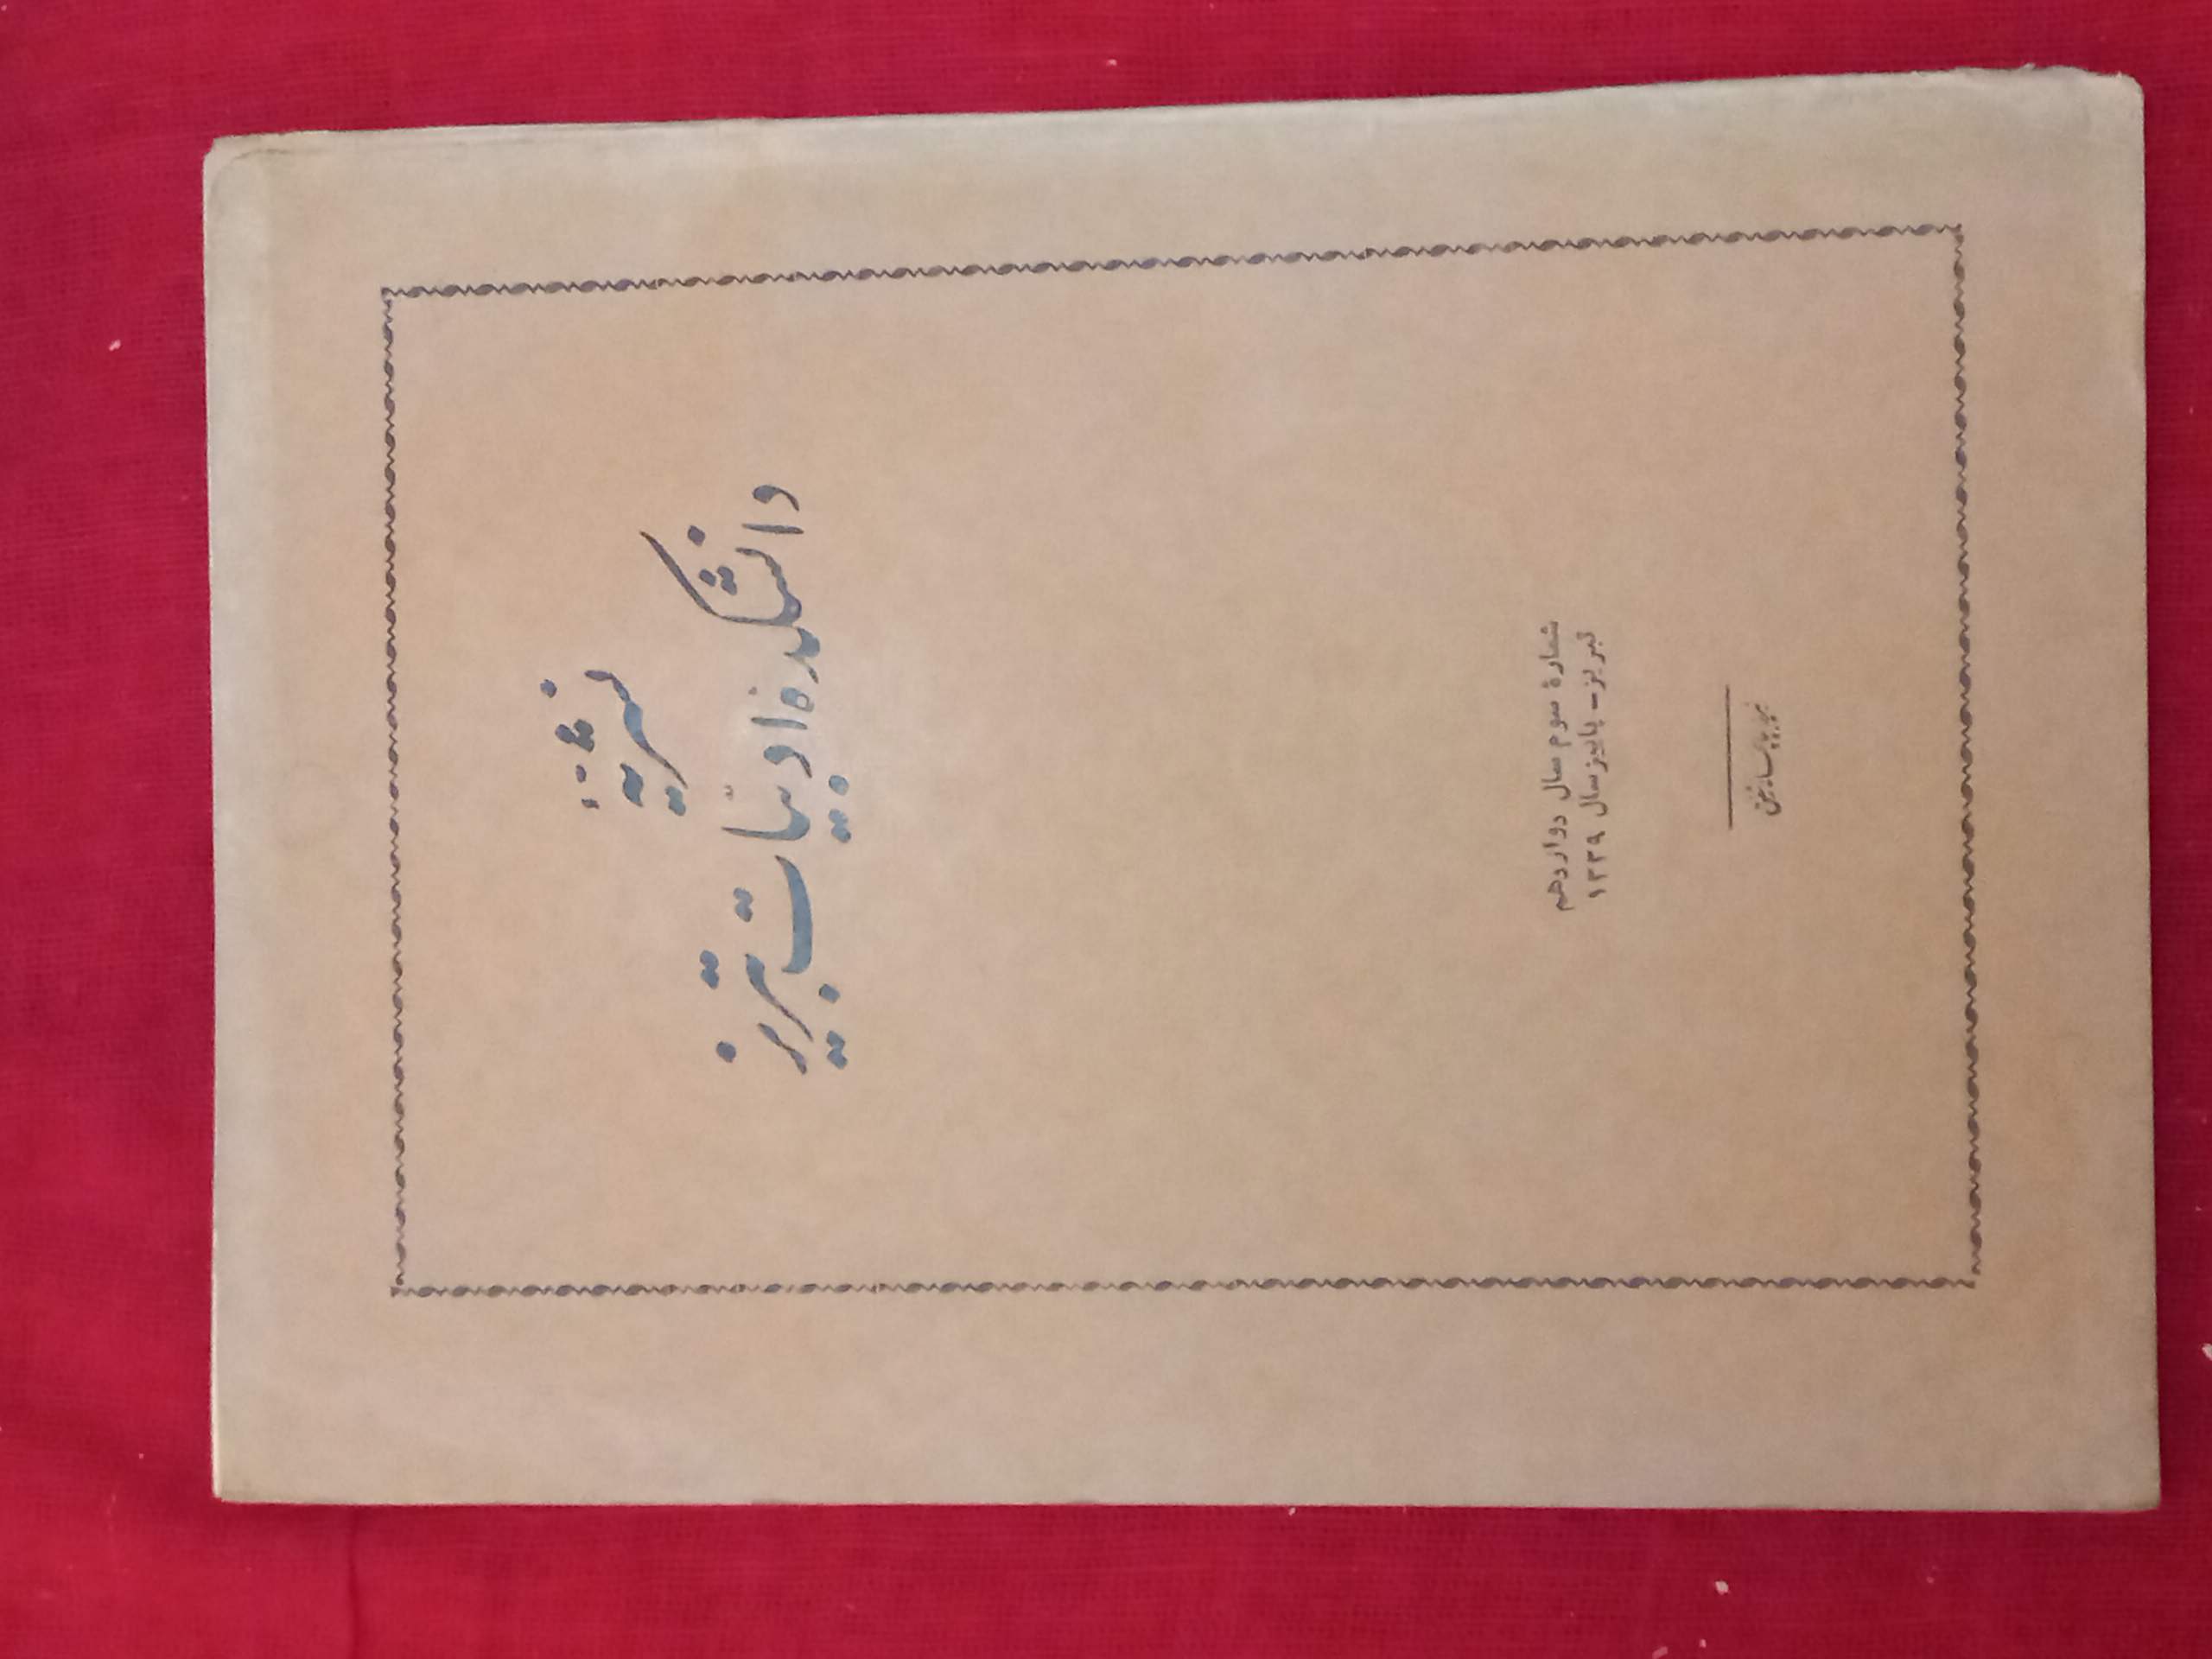 نشریهٔ
دانشکدهٔ ادبیات تبریز
شمارهٔ سوم سال دوازدهم
تبریز - پاییز سال ۱۳۳۹